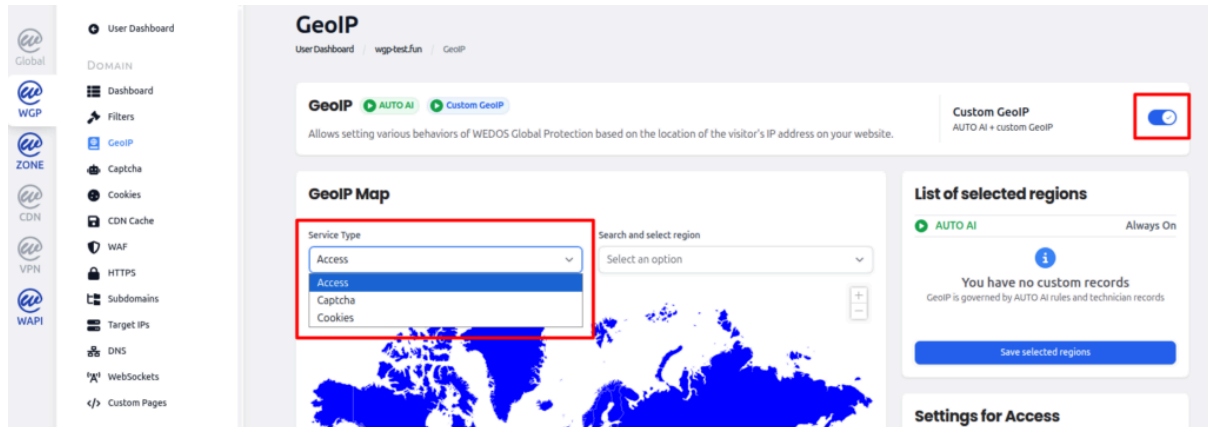 GeoIP
User Dashboard / wgp-test.fun / GeoIP
Global
WGP
ZONE
CDN
VPN
WAPI
User Dashboard
DOMAIN
Dashboard
Filters
GeoIP
Captcha
Cookies
CDN Cache
WAF
HTTPS
Subdomains
Target IPs
DNS
WebSockets
Custom Pages
GeoIP AUTO AI Custom GeoIP
Allows setting various behaviors of WEDOS Global Protection based on the location of the visitor's IP address on your website.
Custom GeoIP
AUTO AI + custom GeoIP
GeoIP Map
Service Type
Access
Access
Captcha
Cookies
Search and select region
Select an option
+
−
List of selected regions
AUTO AI Always On
You have no custom records
GeoIP is governed by AUTO AI rules and technician records
Save selected regions
Settings for Access